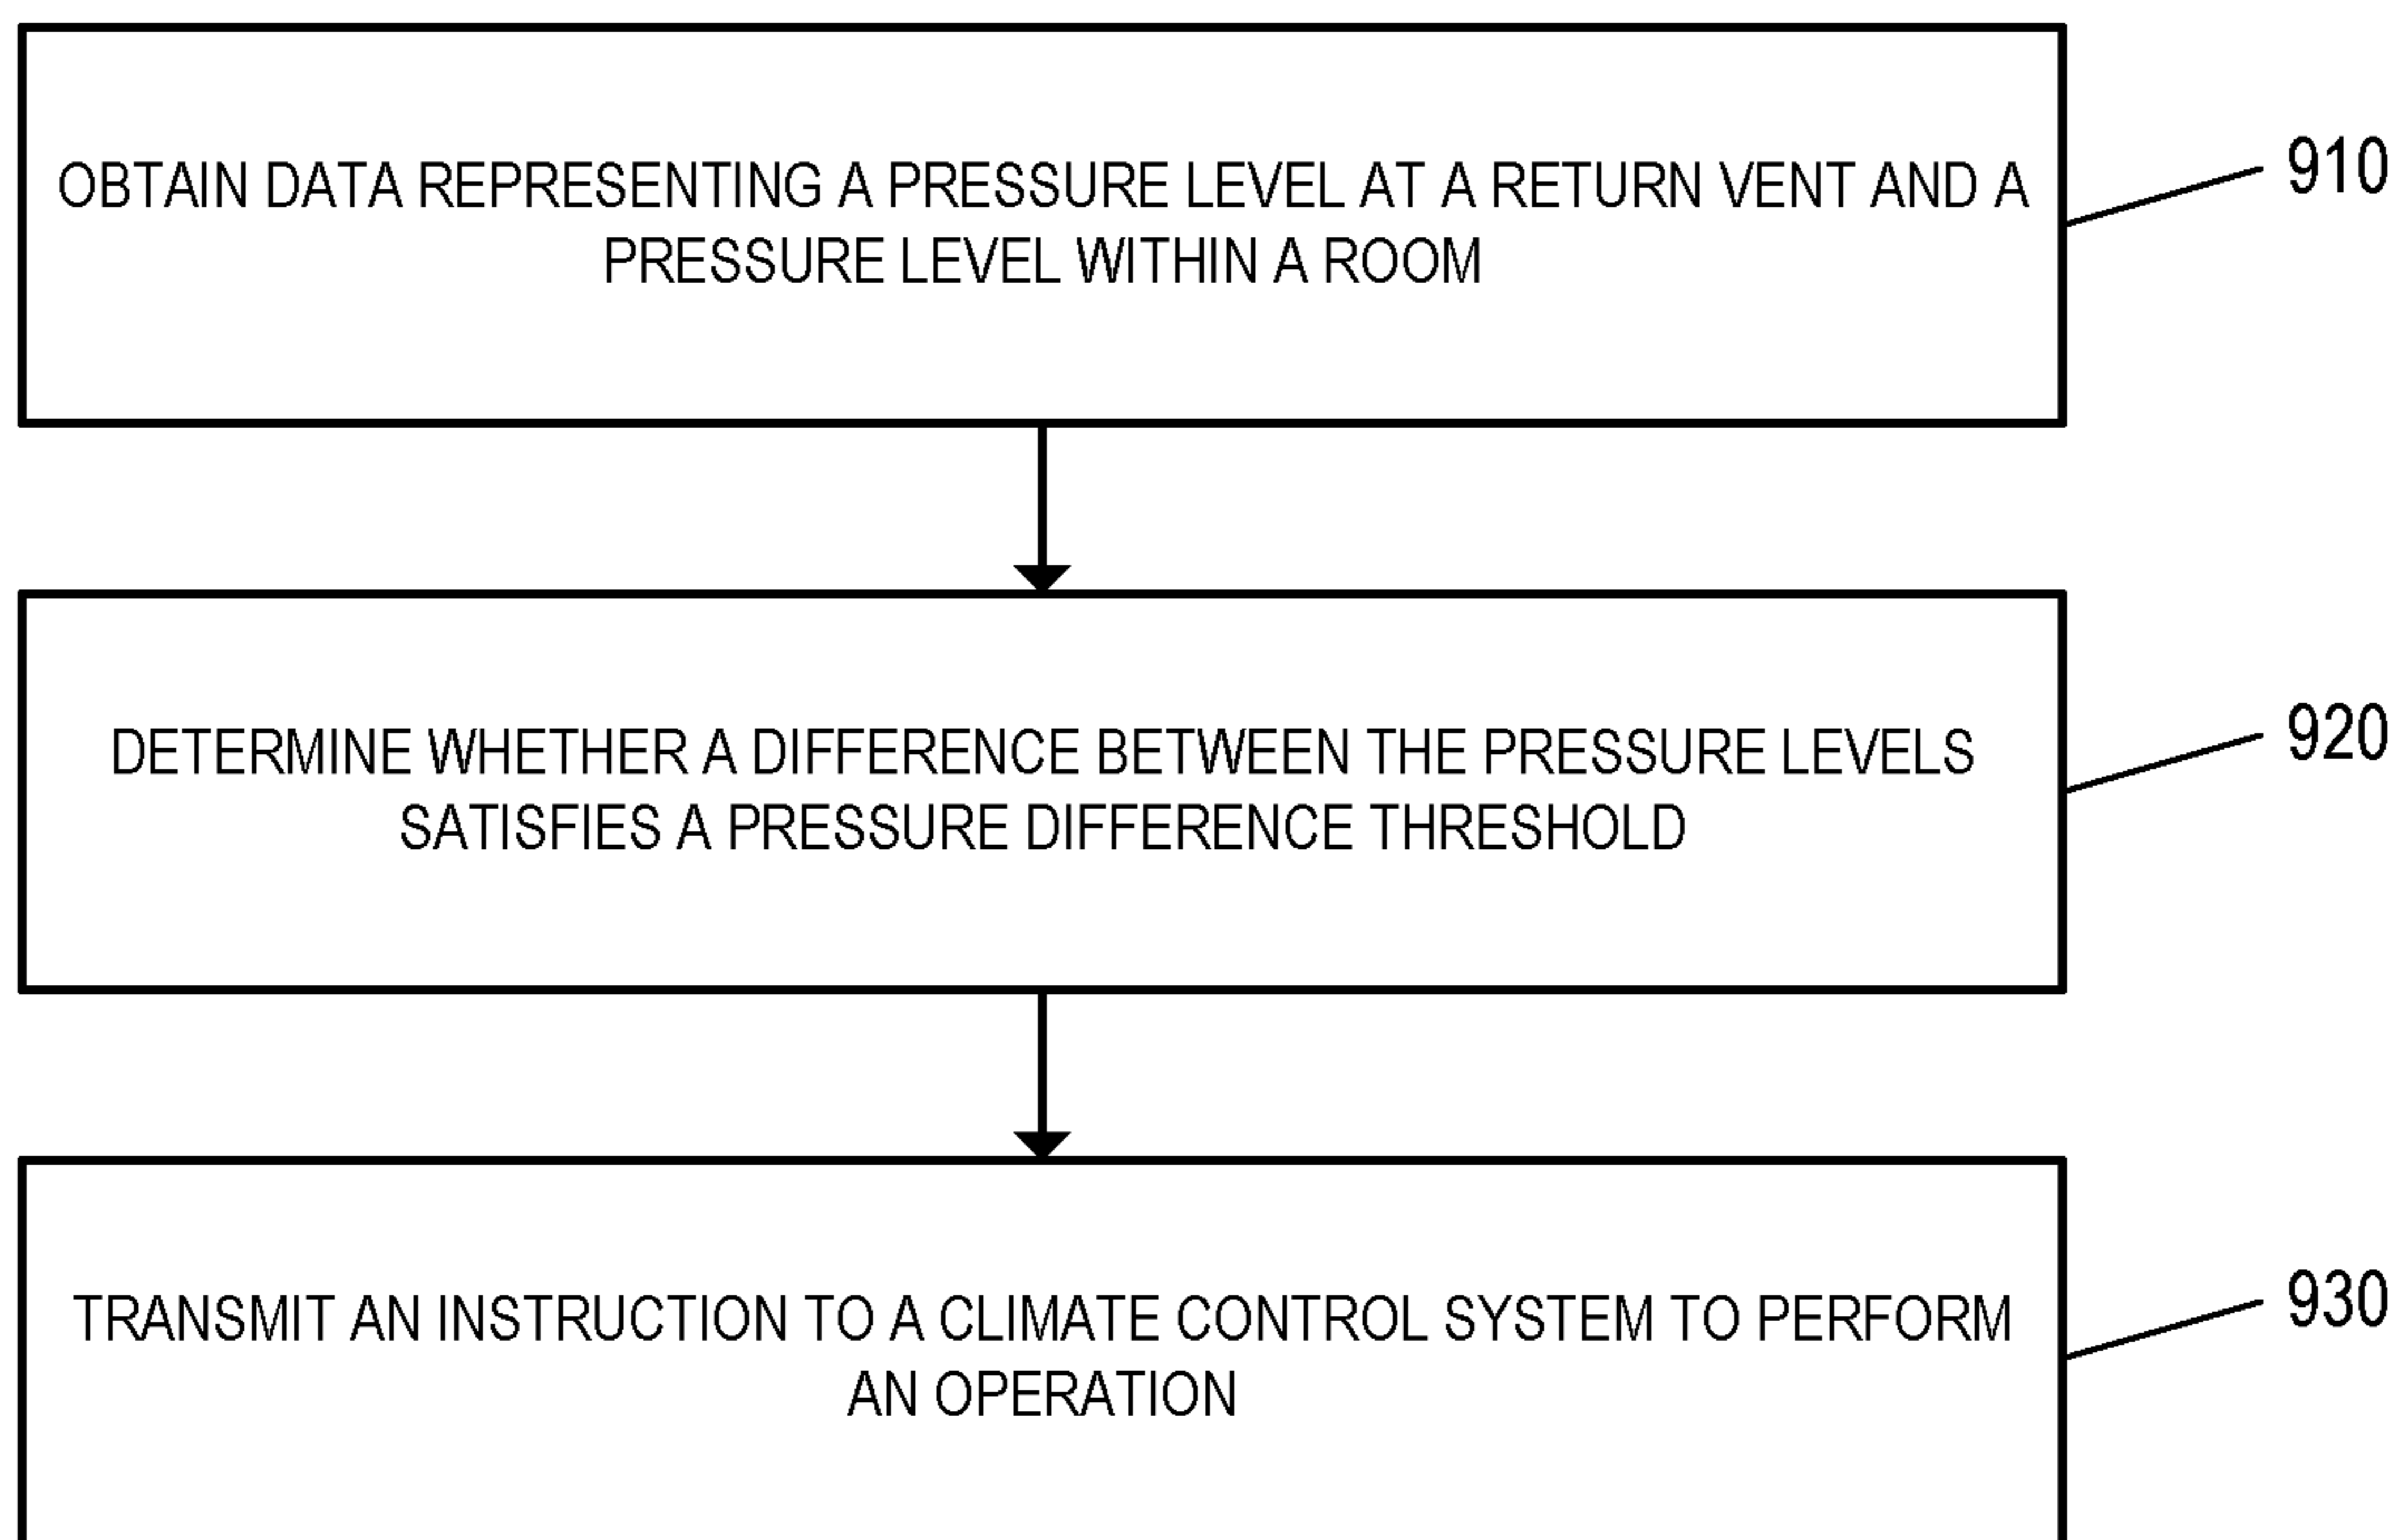 OBTAIN DATA REPRESENTING A PRESSURE LEVEL AT A RETURN VENT AND A
PRESSURE LEVEL WITHIN A ROOM
910
DETERMINE WHETHER A DIFFERENCE BETWEEN THE PRESSURE LEVELS
SATISFIES A PRESSURE DIFFERENCE THRESHOLD
920
TRANSMIT AN INSTRUCTION TO A CLIMATE CONTROL SYSTEM TO PERFORM
AN OPERATION
930